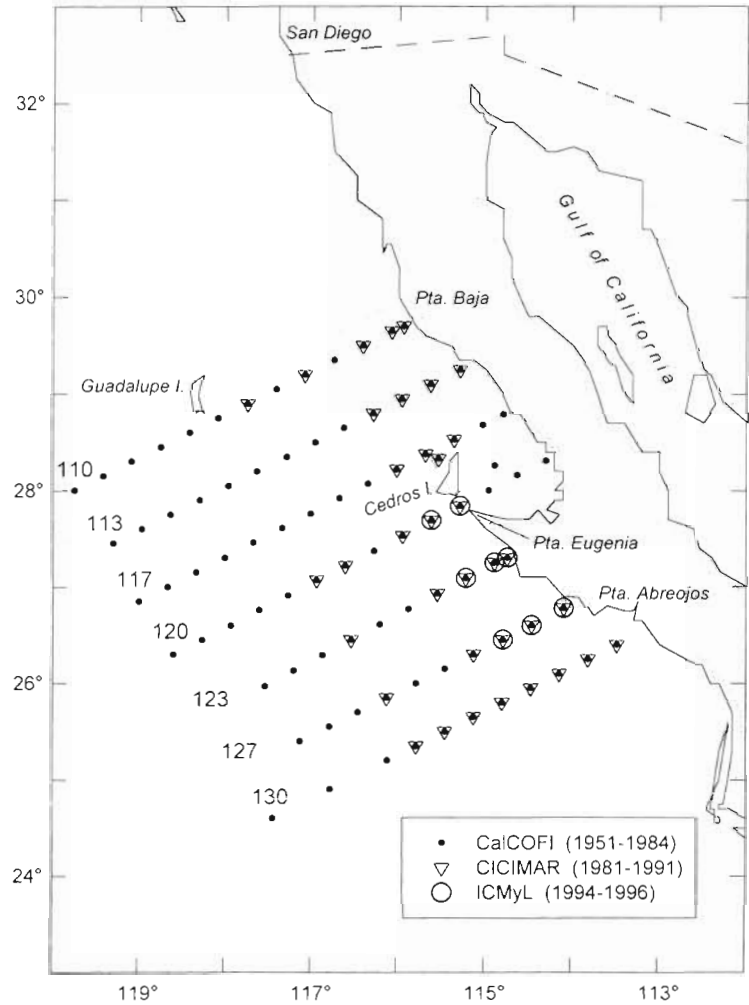 San Diego
32°
Gulf of California
30°
Pta. Baja
Guadalupe I.
110
28°
113
Cedros I.
117
Pta. Eugenia
120
Pta. Abreojos
26°
123
127
130
CalCOFI (1951-1984)
CICIMAR (1981-1991)
ICMyL (1994-1996)
24°
119° 117° 115° 113°